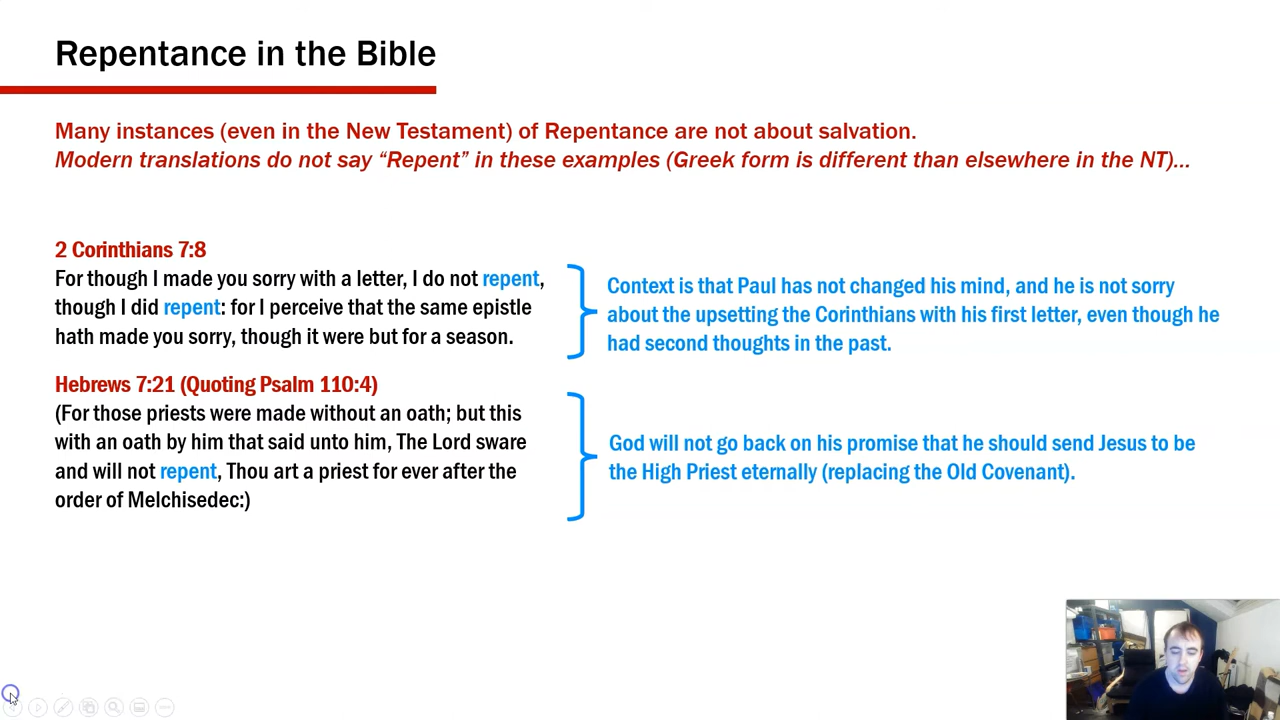 Repentance in the Bible
Many instances (even in the New Testament) of Repentance are not about salvation.
Modern translations do not say “Repent” in these examples (Greek form is different than elsewhere in the NT)...
2 Corinthians 7:8
For though I made you sorry with a letter, I do not repent,
though I did repent: for I perceive that the same epistle
hath made you sorry, though it were but for a season.
Context is that Paul has not changed his mind, and he is not sorry
about the upsetting the Corinthians with his first letter, even though he
had second thoughts in the past.
Hebrews 7:21 (Quoting Psalm 110:4)
(For those priests were made without an oath; but this
with an oath by him that said unto him, The Lord sware
and will not repent, Thou art a priest for ever after the
order of Melchisedec:)
God will not go back on his promise that he should send Jesus to be
the High Priest eternally (replacing the Old Covenant).